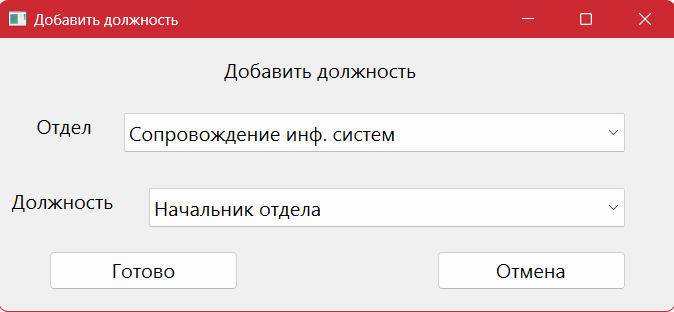 Добавить должность
Добавить должность
Отдел
Сопровождение инф. систем
Должность
Начальник отдела
Готово
Отмена